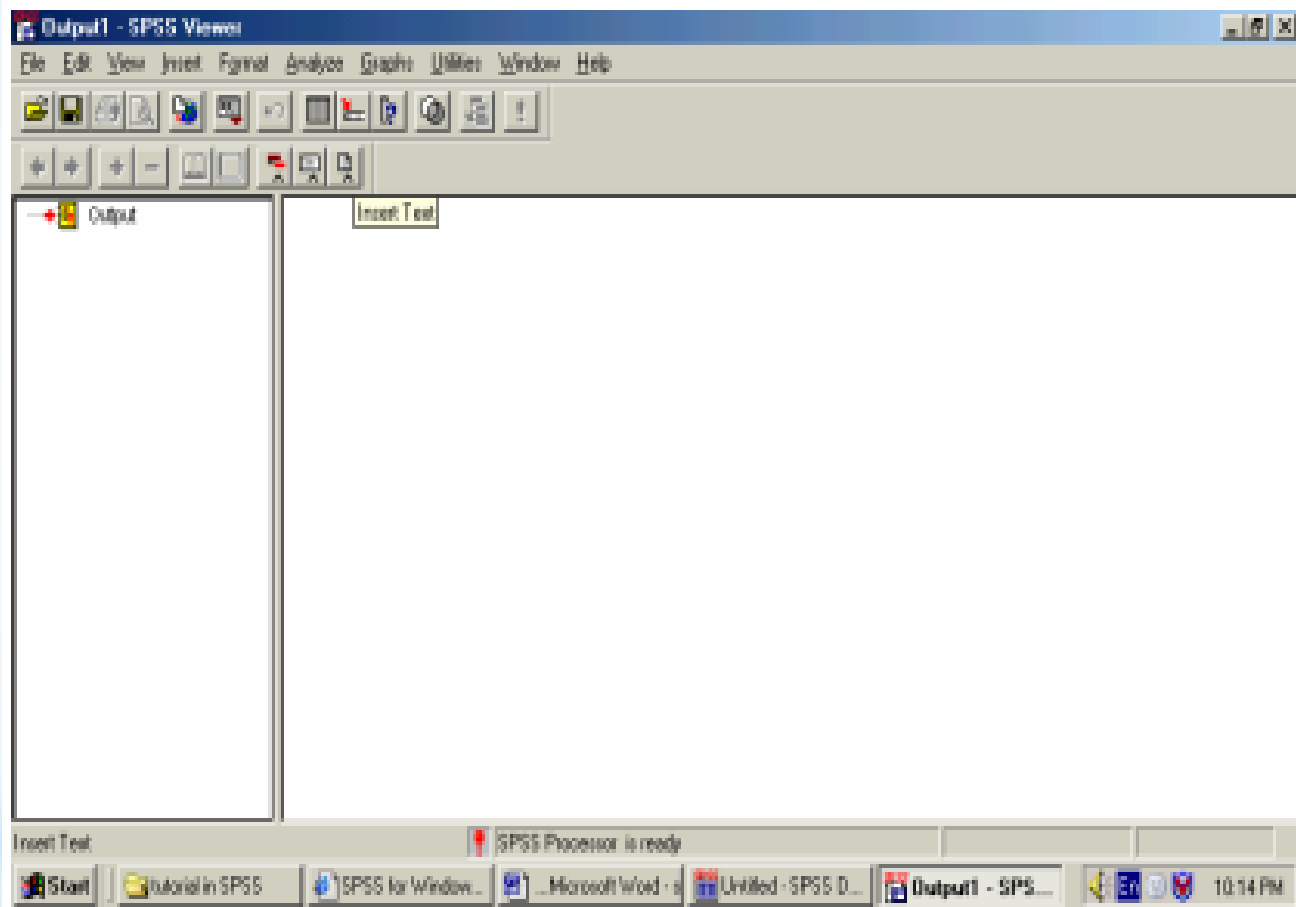 Output1 - SPSS Viewer
File Edit View Insert Format Analyze Graphs Utilities Window Help
Output
Insert Text
Insert Text
SPSS Processor is ready
Start
tutorial in SPSS
SPSS for Window...
...Microsoft Word - s
Untitled - SPSS D...
Output1 - SPS...
En
10:14 PM